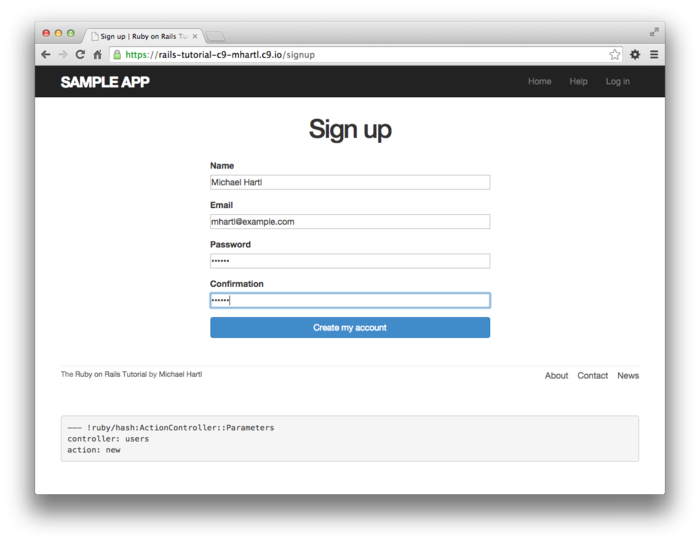 Sign up | Ruby on Rails Tu
https://rails-tutorial-c9-mhartl.c9.io/signup
SAMPLE APP
Home Help Log in
Sign up
Name
Michael Hartl
Email
mhartl@example.com
Password
••••••
Confirmation
••••••
Create my account
The Ruby on Rails Tutorial by Michael Hartl
About Contact News
--- !ruby/hash:ActionController::Parameters
controller: users
action: new